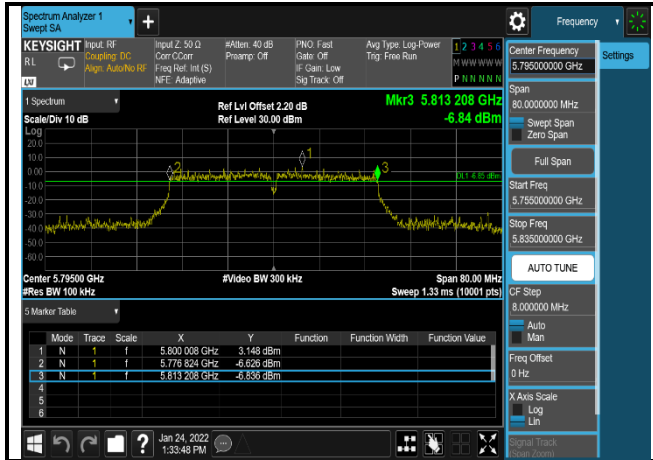 Spectrum Analyzer 1
Swept SA
+
Frequency
KEYSIGHT
RL
Input: RF
Coupling: DC
Align: Auto/No RF
Input Z: 50 Ω
Corr CCorr
Freq Ref: Int (S)
NFE: Adaptive
#Atten: 40 dB
Preamp: Off
PNO: Fast
Gate: Off
IF Gain: Low
Sig Track: Off
Avg Type: Log-Power
Trig: Free Run
1 2 3 4 5 6
M W W W W W
P N N N N N
LXI
1 Spectrum
Scale/Div 10 dB
Ref Lvl Offset 2.20 dB
Ref Level 30.00 dBm
Mkr3 5.813 208 GHz
-6.84 dBm
Log
20.0
10.0
0.00
-10.0
-20.0
-30.0
-40.0
-50.0
-60.0
1
2
3
DL1 -6.85 dBm
Center 5.79500 GHz
#Res BW 100 kHz
#Video BW 300 kHz
Span 80.00 MHz
Sweep 1.33 ms (10001 pts)
5 Marker Table
Mode Trace Scale X Y Function Function Width Function Value
1 N 1 f 5.800 008 GHz 3.148 dBm
2 N 1 f 5.776 824 GHz -6.626 dBm
3 N 1 f 5.813 208 GHz -6.836 dBm
4
5
6
?
Jan 24, 2022
1:33:48 PM
Center Frequency
5.795000000 GHz
Span
80.0000000 MHz
Swept Span
Zero Span
Full Span
Start Freq
5.755000000 GHz
Stop Freq
5.835000000 GHz
AUTO TUNE
CF Step
8.000000 MHz
Auto
Man
Freq Offset
0 Hz
X Axis Scale
Log
Lin
Signal Track
(Span Zoom)
Settings